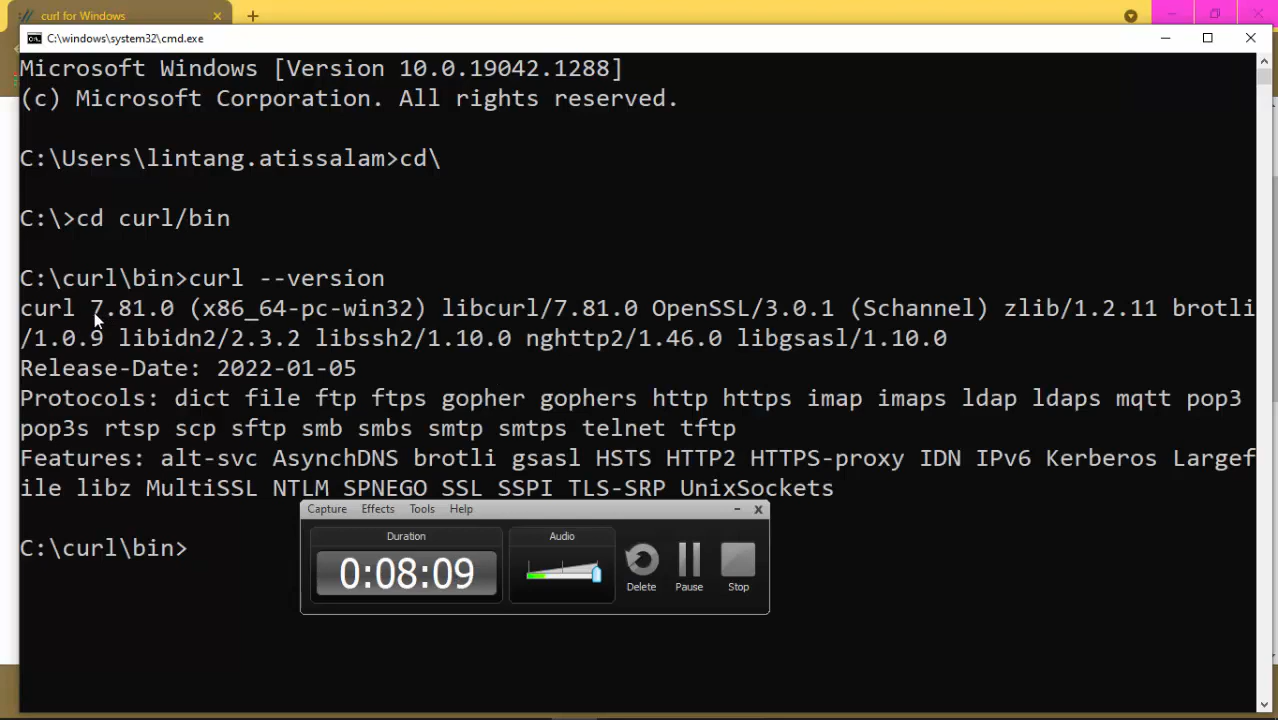 curl for Windows
C:\windows\system32\cmd.exe
Microsoft Windows [Version 10.0.19042.1288]
(c) Microsoft Corporation. All rights reserved.
C:\Users\lintang.atissalam>cd\
C:\>cd curl/bin
C:\curl\bin>curl --version
curl 7.81.0 (x86_64-pc-win32) libcurl/7.81.0 OpenSSL/3.0.1 (Schannel) zlib/1.2.11 brotli
/1.0.9 libidn2/2.3.2 libssh2/1.10.0 nghttp2/1.46.0 libgsasl/1.10.0
Release-Date: 2022-01-05
Protocols: dict file ftp ftps gopher gophers http https imap imaps ldap ldaps mqtt pop3
pop3s rtsp scp sftp smb smbs smtp smtps telnet tftp
Features: alt-svc AsynchDNS brotli gsasl HSTS HTTP2 HTTPS-proxy IDN IPv6 Kerberos Largef
ile libz MultiSSL NTLM SPNEGO SSL SSPI TLS-SRP UnixSockets
C:\curl\bin>
Capture Effects Tools Help
Duration Audio
0:08:09
Delete Pause Stop